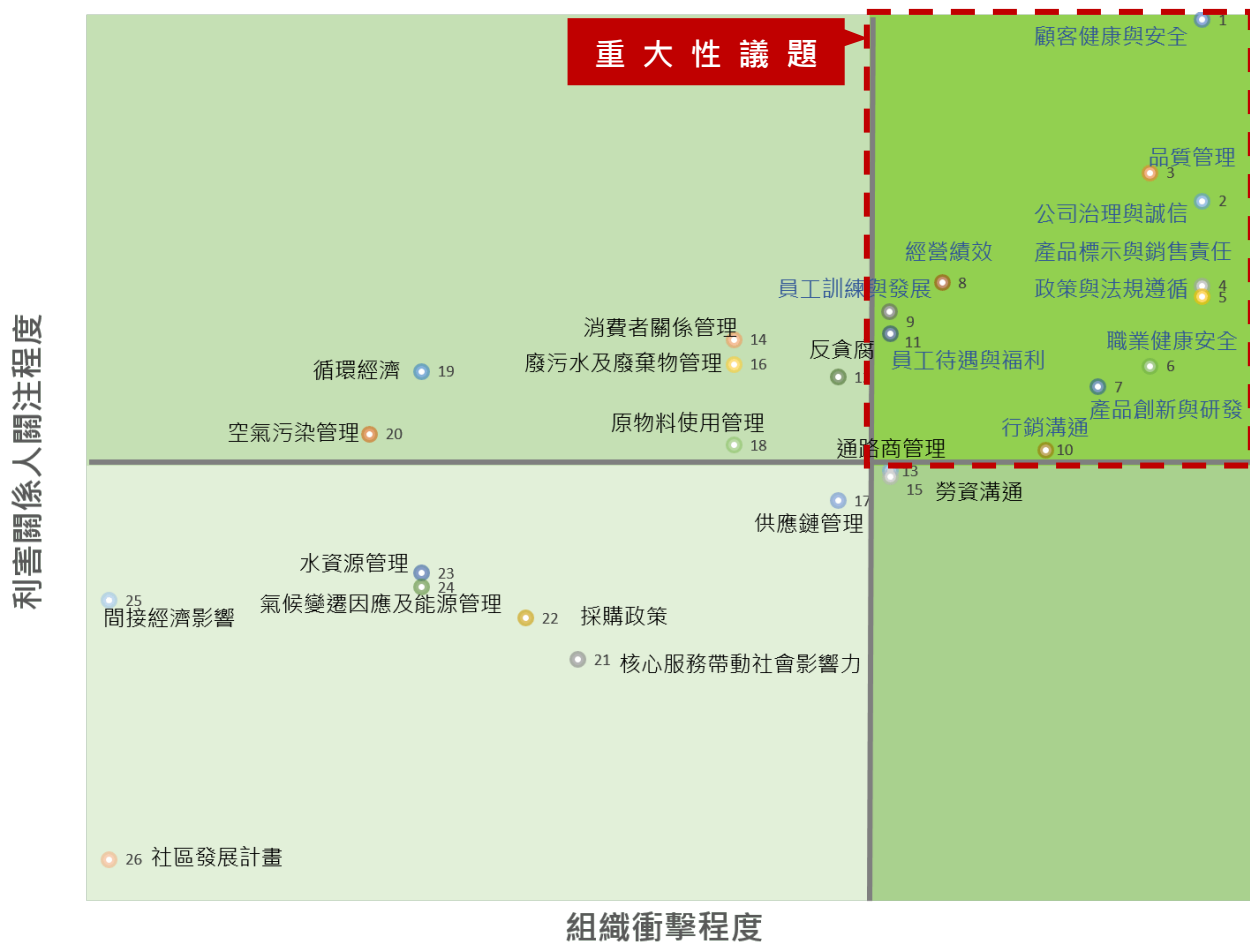 重大性議題
1
顧客健康與安全
品質管理
3
2
公司治理與誠信
經營績效
產品標示與銷售責任
8
員工訓練與發展
政策與法規遵循
4
5
9
消費者關係管理
14
11
反貪腐
職業健康安全
廢污水及廢棄物管理
16
員工待遇與福利
6
循環經濟
19
7
產品創新與研發
原物料使用管理
行銷溝通
空氣污染管理
20
18
通路商管理
10
13
15
勞資溝通
17
供應鏈管理
水資源管理
23
24
25
氣候變遷因應及能源管理
間接經濟影響
22
採購政策
21
核心服務帶動社會影響力
26
社區發展計畫
利害關係人關注程度
組織衝擊程度